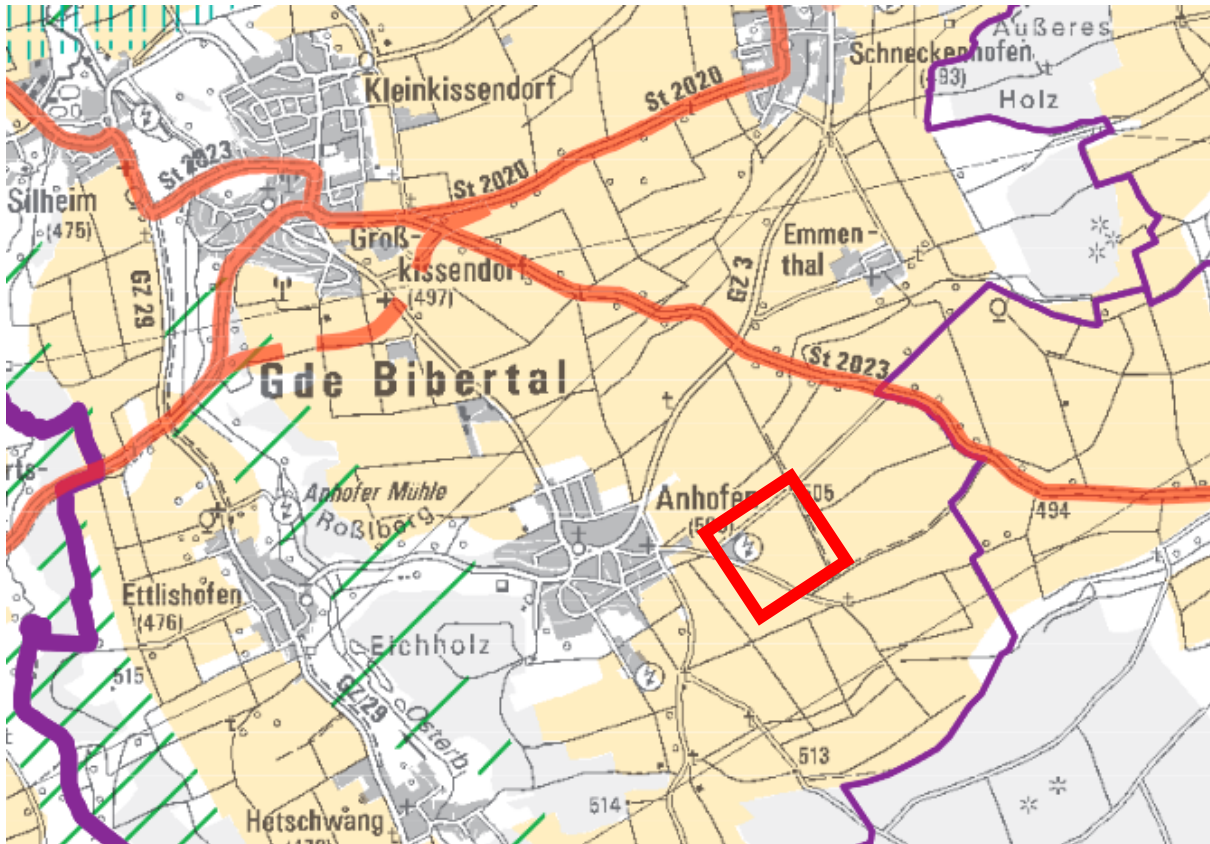 Äußeres
Schneckenhofen
(493)
Holz
Kleinkissendorf
St 2020
St 2023
St 2020
Silheim
(475)
Groß-
kissendorf
(497)
Emmen-
thal
GZ 3
GZ 29
St 2023
Gde Bibertal
Anhofer Mühle
Roßlberg
Anhofen
505
494
Ettlishofen
(476)
Eichholz
515
GZ 29
Osterb.
513
514
Hetschwang